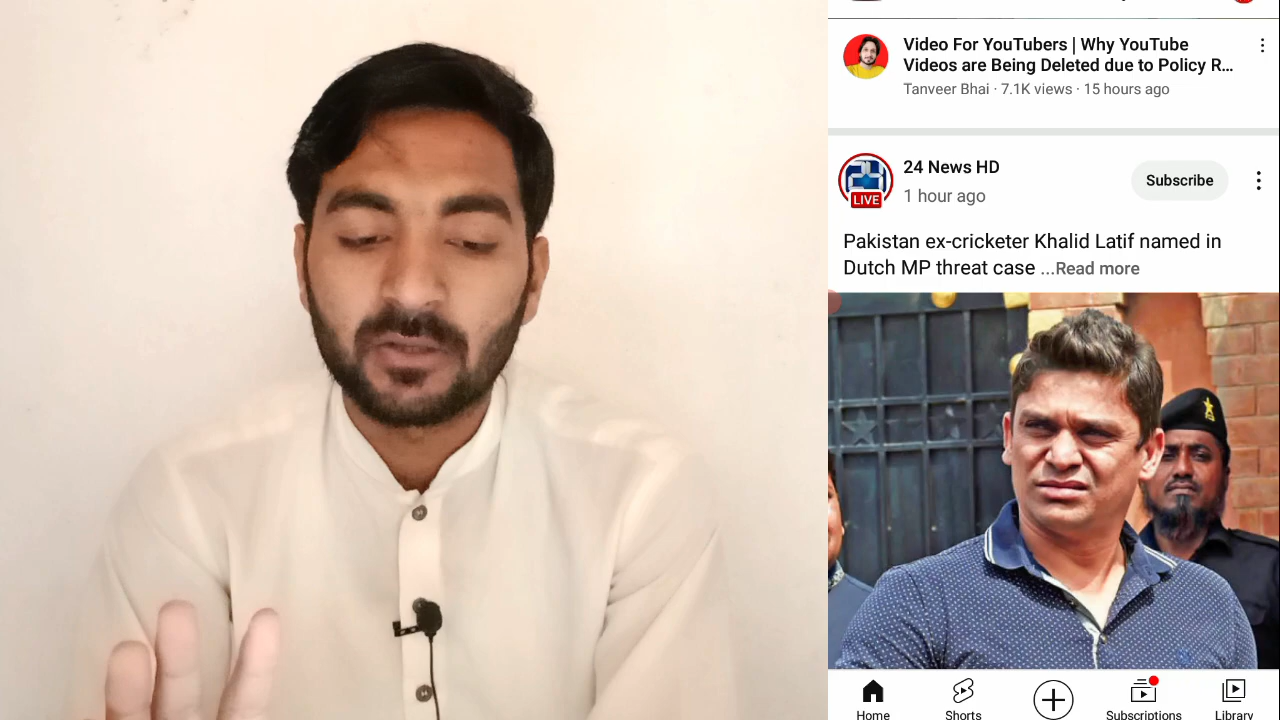 Video For YouTubers | Why YouTube
Videos are Being Deleted due to Policy R...
Tanveer Bhai · 7.1K views · 15 hours ago
24 News HD
Subscribe
LIVE
1 hour ago
Pakistan ex-cricketer Khalid Latif named in
Dutch MP threat case ...Read more
Home
Shorts
Subscriptions
Library